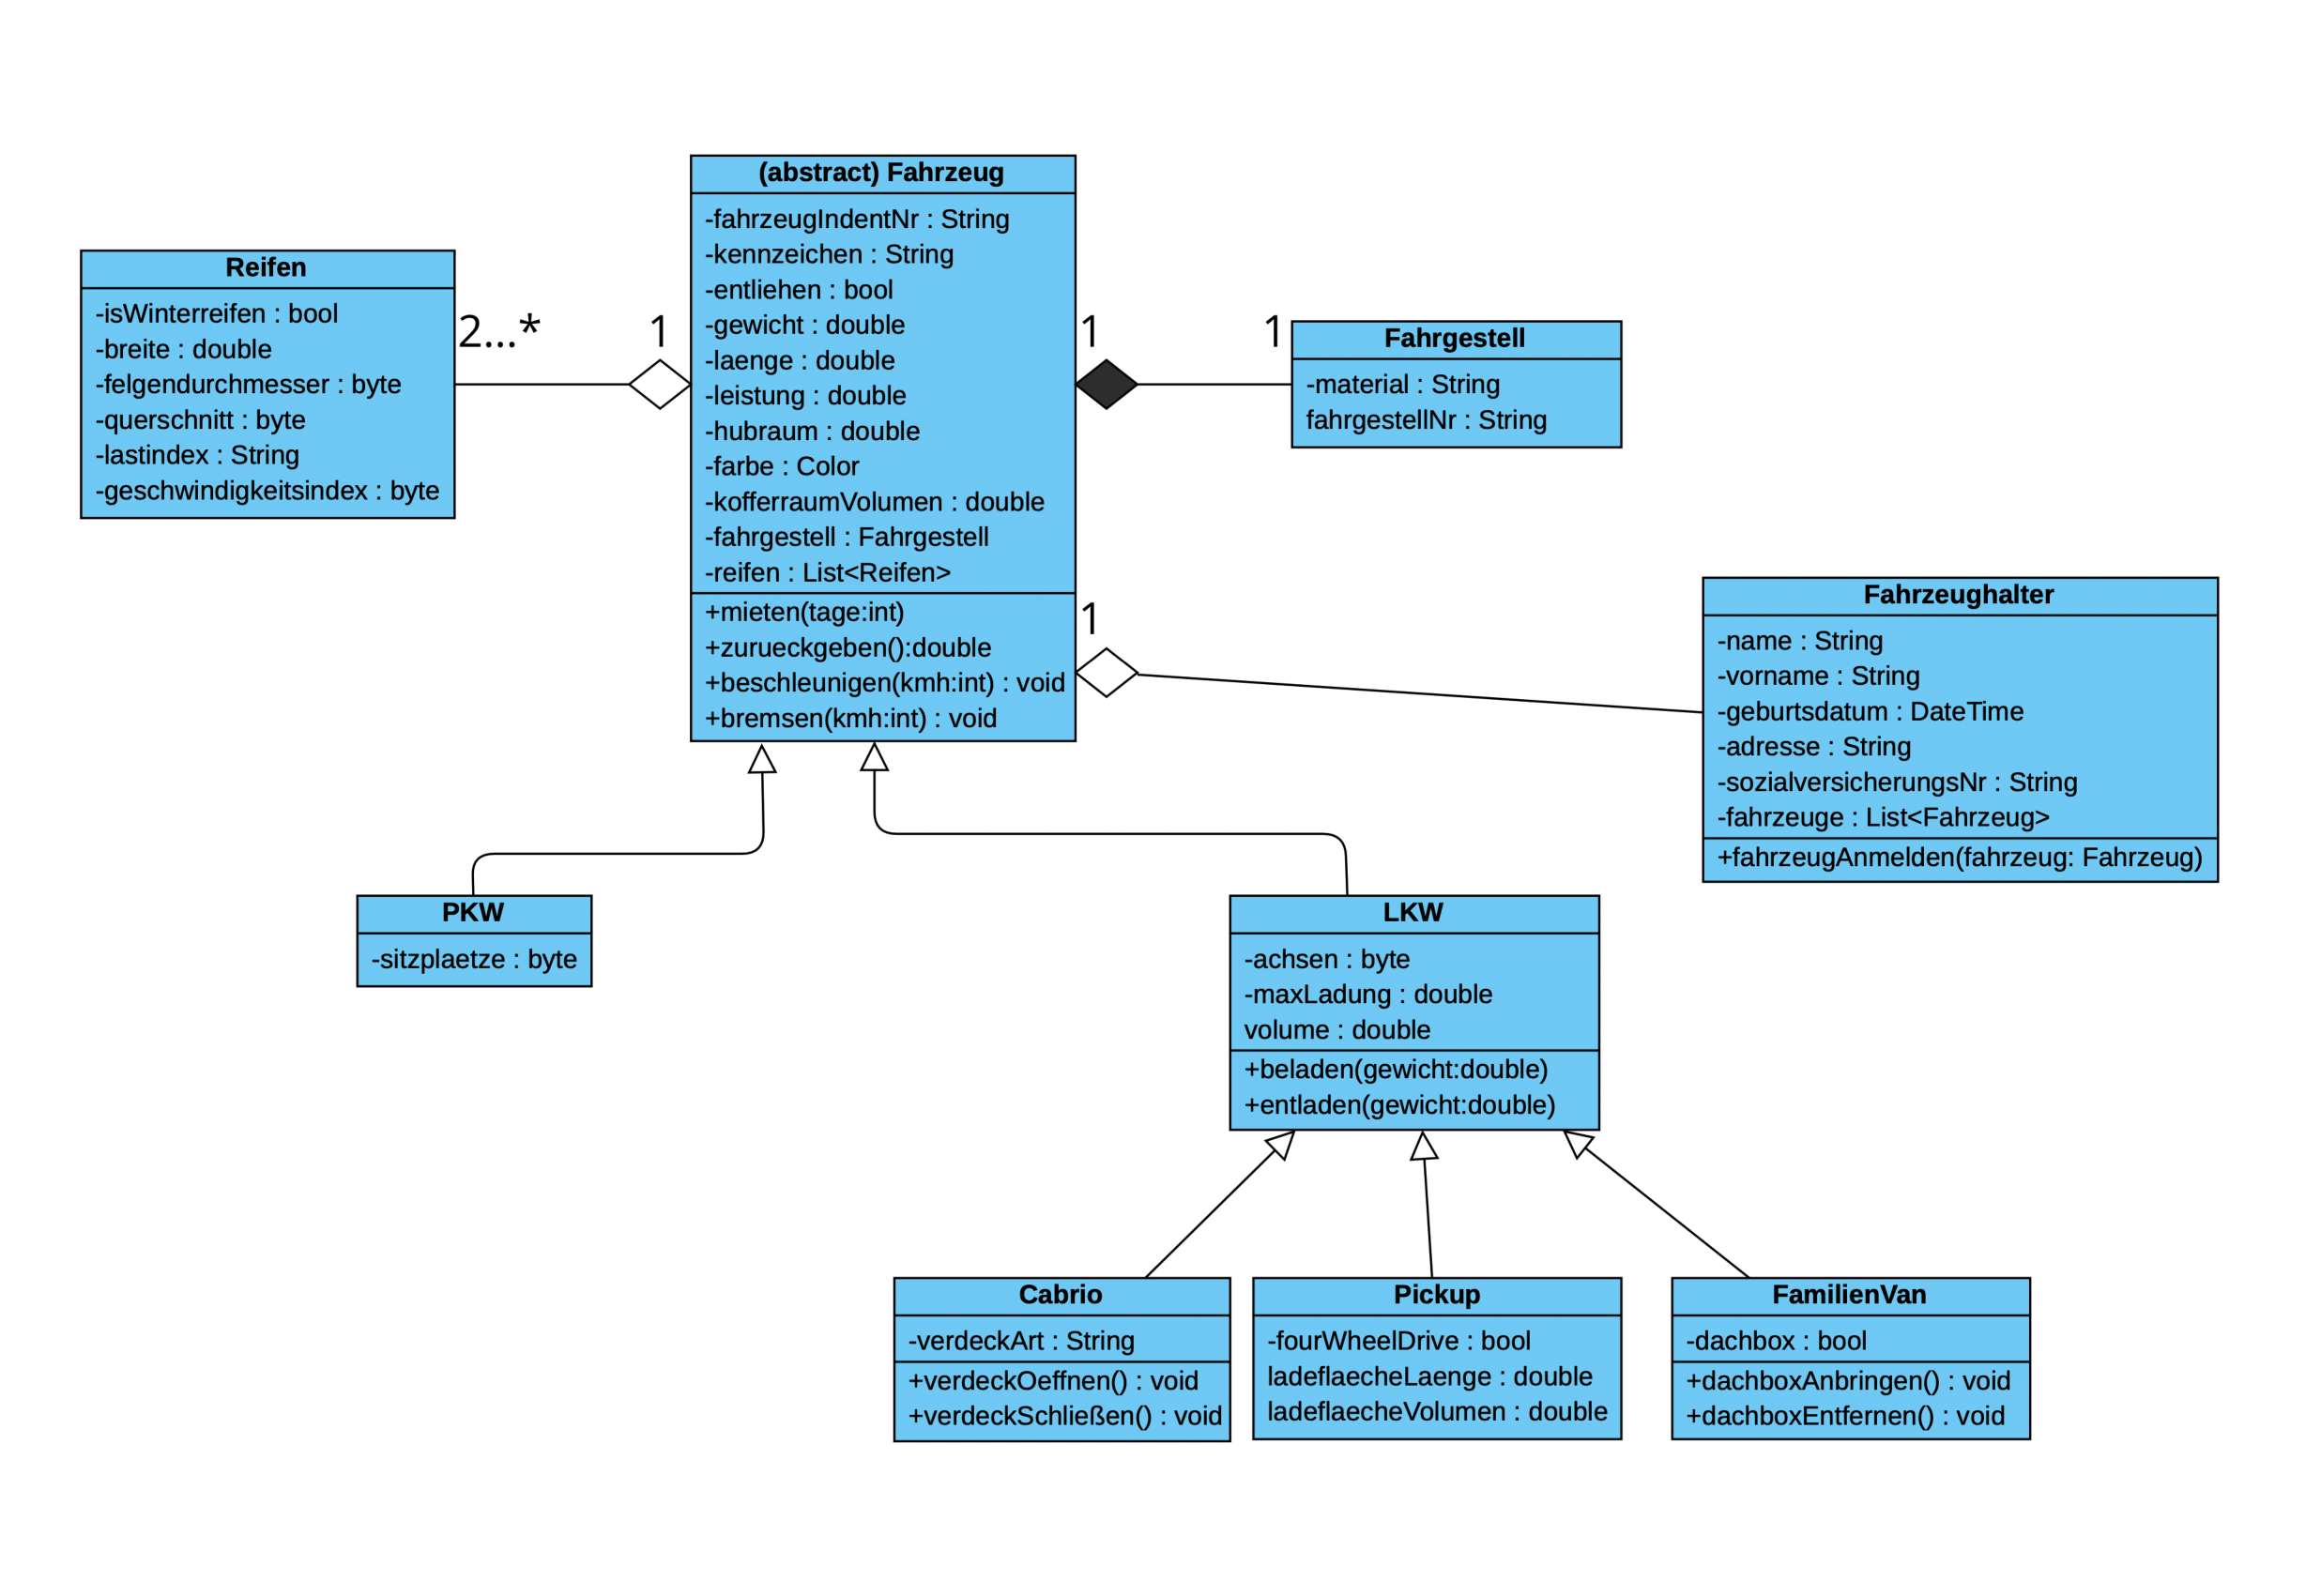 (abstract) Fahrzeug
-fahrzeugIndentNr : String
-kennzeichen : String
-entliehen : bool
-gewicht : double
-laenge : double
-leistung : double
-hubraum : double
-farbe : Color
-kofferraumVolumen : double
-fahrgestell : Fahrgestell
-reifen : List<Reifen>
+mieten(tage:int)
+zurueckgeben():double
+beschleunigen(kmh:int) : void
+bremsen(kmh:int) : void
Reifen
-isWinterreifen : bool
-breite : double
-felgendurchmesser : byte
-querschnitt : byte
-lastindex : String
-geschwindigkeitsindex : byte
2...*
1
1
1
Fahrgestell
-material : String
fahrgestellNr : String
1
Fahrzeughalter
-name : String
-vorname : String
-geburtsdatum : DateTime
-adresse : String
-sozialversicherungsNr : String
-fahrzeuge : List<Fahrzeug>
+fahrzeugAnmelden(fahrzeug: Fahrzeug)
PKW
-sitzplaetze : byte
LKW
-achsen : byte
-maxLadung : double
volume : double
+beladen(gewicht:double)
+entladen(gewicht:double)
Cabrio
-verdeckArt : String
+verdeckOeffnen() : void
+verdeckSchließen() : void
Pickup
-fourWheelDrive : bool
ladeflaecheLaenge : double
ladeflaecheVolumen : double
FamilienVan
-dachbox : bool
+dachboxAnbringen() : void
+dachboxEntfernen() : void